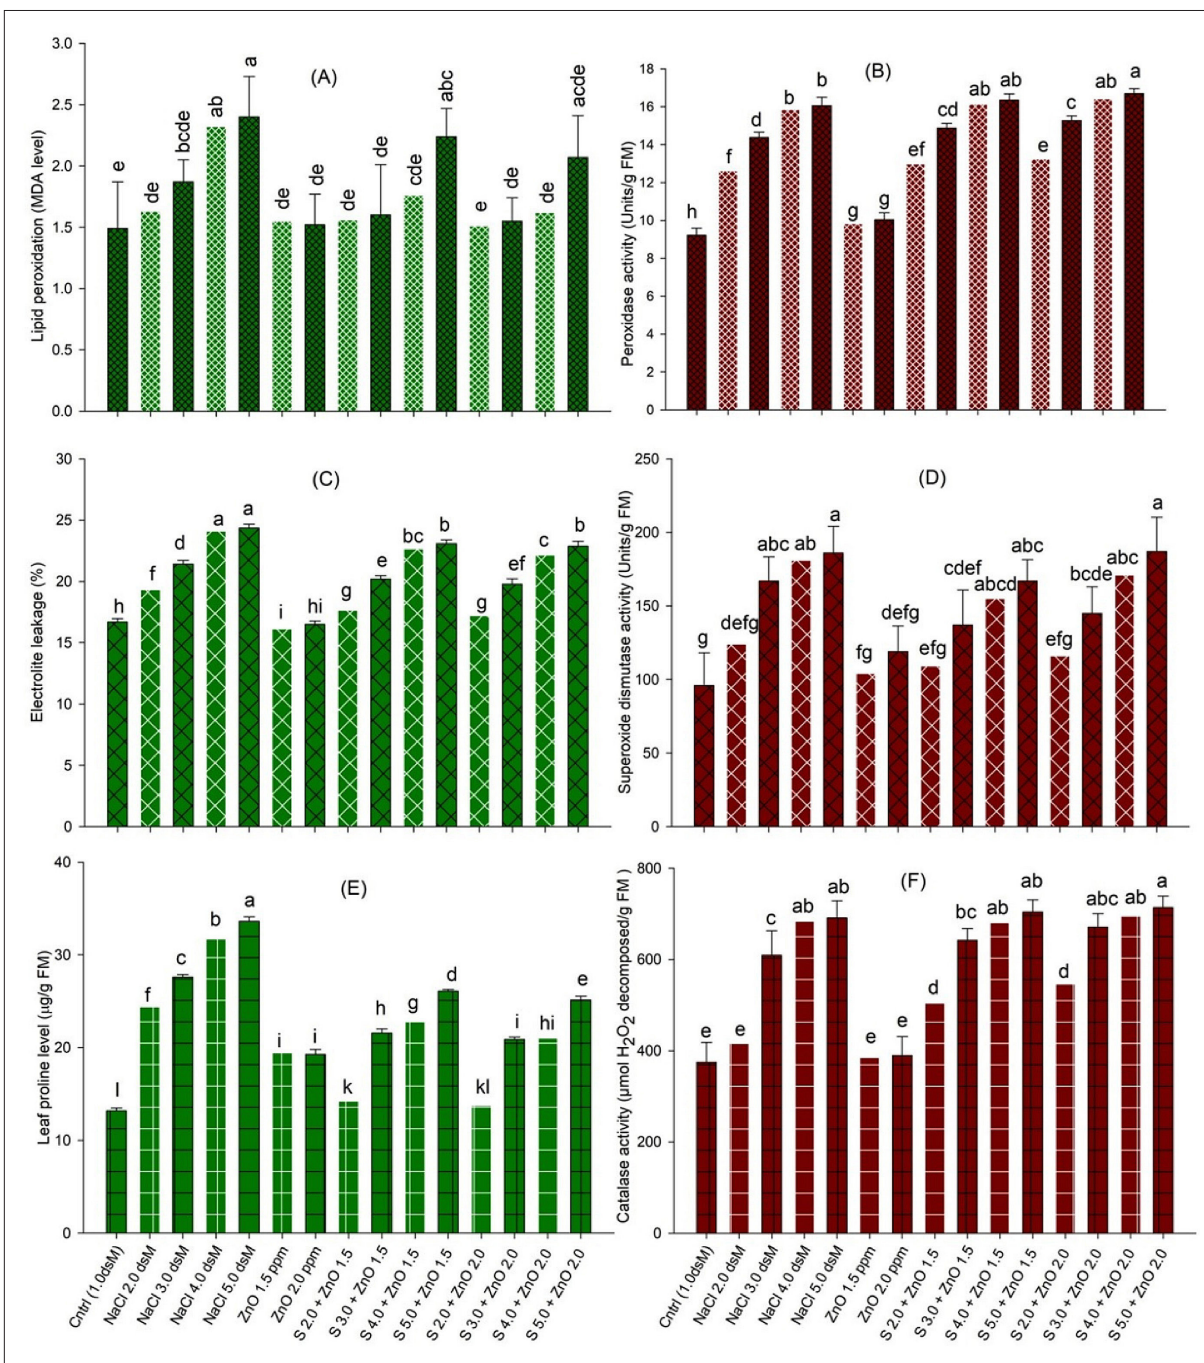 (A)
Lipid peroxidation (MDA level)
3.0
2.5
2.0
1.5
1.0
0.5
0.0
e
de
bcde
ab
a
de
de
de
de
cde
abc
e
de
de
acde
(B)
Peroxidase activity (Units/g FM)
18
16
14
12
10
8
6
4
2
0
h
f
d
b
b
g
g
ef
cd
ab
ab
e
c
ab
a
(C)
Electrolite leakage (%)
30
25
20
15
10
5
0
h
f
d
a
a
i
hi
g
e
bc
b
g
ef
c
b
(D)
Superoxide dismutase activity (Units/g FM)
250
200
150
100
50
0
g
defg
abc
ab
a
fg
defg
efg
cdef
abcd
abc
efg
bcde
abc
a
(E)
Leaf proline level (µg/g FM)
40
30
20
10
0
l
f
c
b
a
i
i
k
h
g
d
kl
i
hi
e
Cntrl (1.0dsM)
NaCl 2.0 dsM
NaCl 3.0 dsM
NaCl 4.0 dsM
NaCl 5.0 dsM
ZnO 1.5 ppm
ZnO 2.0 ppm
S 2.0 + ZnO 1.5
S 3.0 + ZnO 1.5
S 4.0 + ZnO 1.5
S 5.0 + ZnO 1.5
S 2.0 + ZnO 2.0
S 3.0 + ZnO 2.0
S 4.0 + ZnO 2.0
S 5.0 + ZnO 2.0
(F)
Catalase activity (µmol H₂O₂ decomposed/g FM )
800
600
400
200
0
e
e
c
ab
ab
e
e
d
bc
ab
ab
d
abc
ab
a
Cntrl (1.0dsM)
NaCl 2.0 dsM
NaCl 3.0 dsM
NaCl 4.0 dsM
NaCl 5.0 dsM
ZnO 1.5 ppm
ZnO 2.0 ppm
S 2.0 + ZnO 1.5
S 3.0 + ZnO 1.5
S 4.0 + ZnO 1.5
S 5.0 + ZnO 1.5
S 2.0 + ZnO 2.0
S 3.0 + ZnO 2.0
S 4.0 + ZnO 2.0
S 5.0 + ZnO 2.0